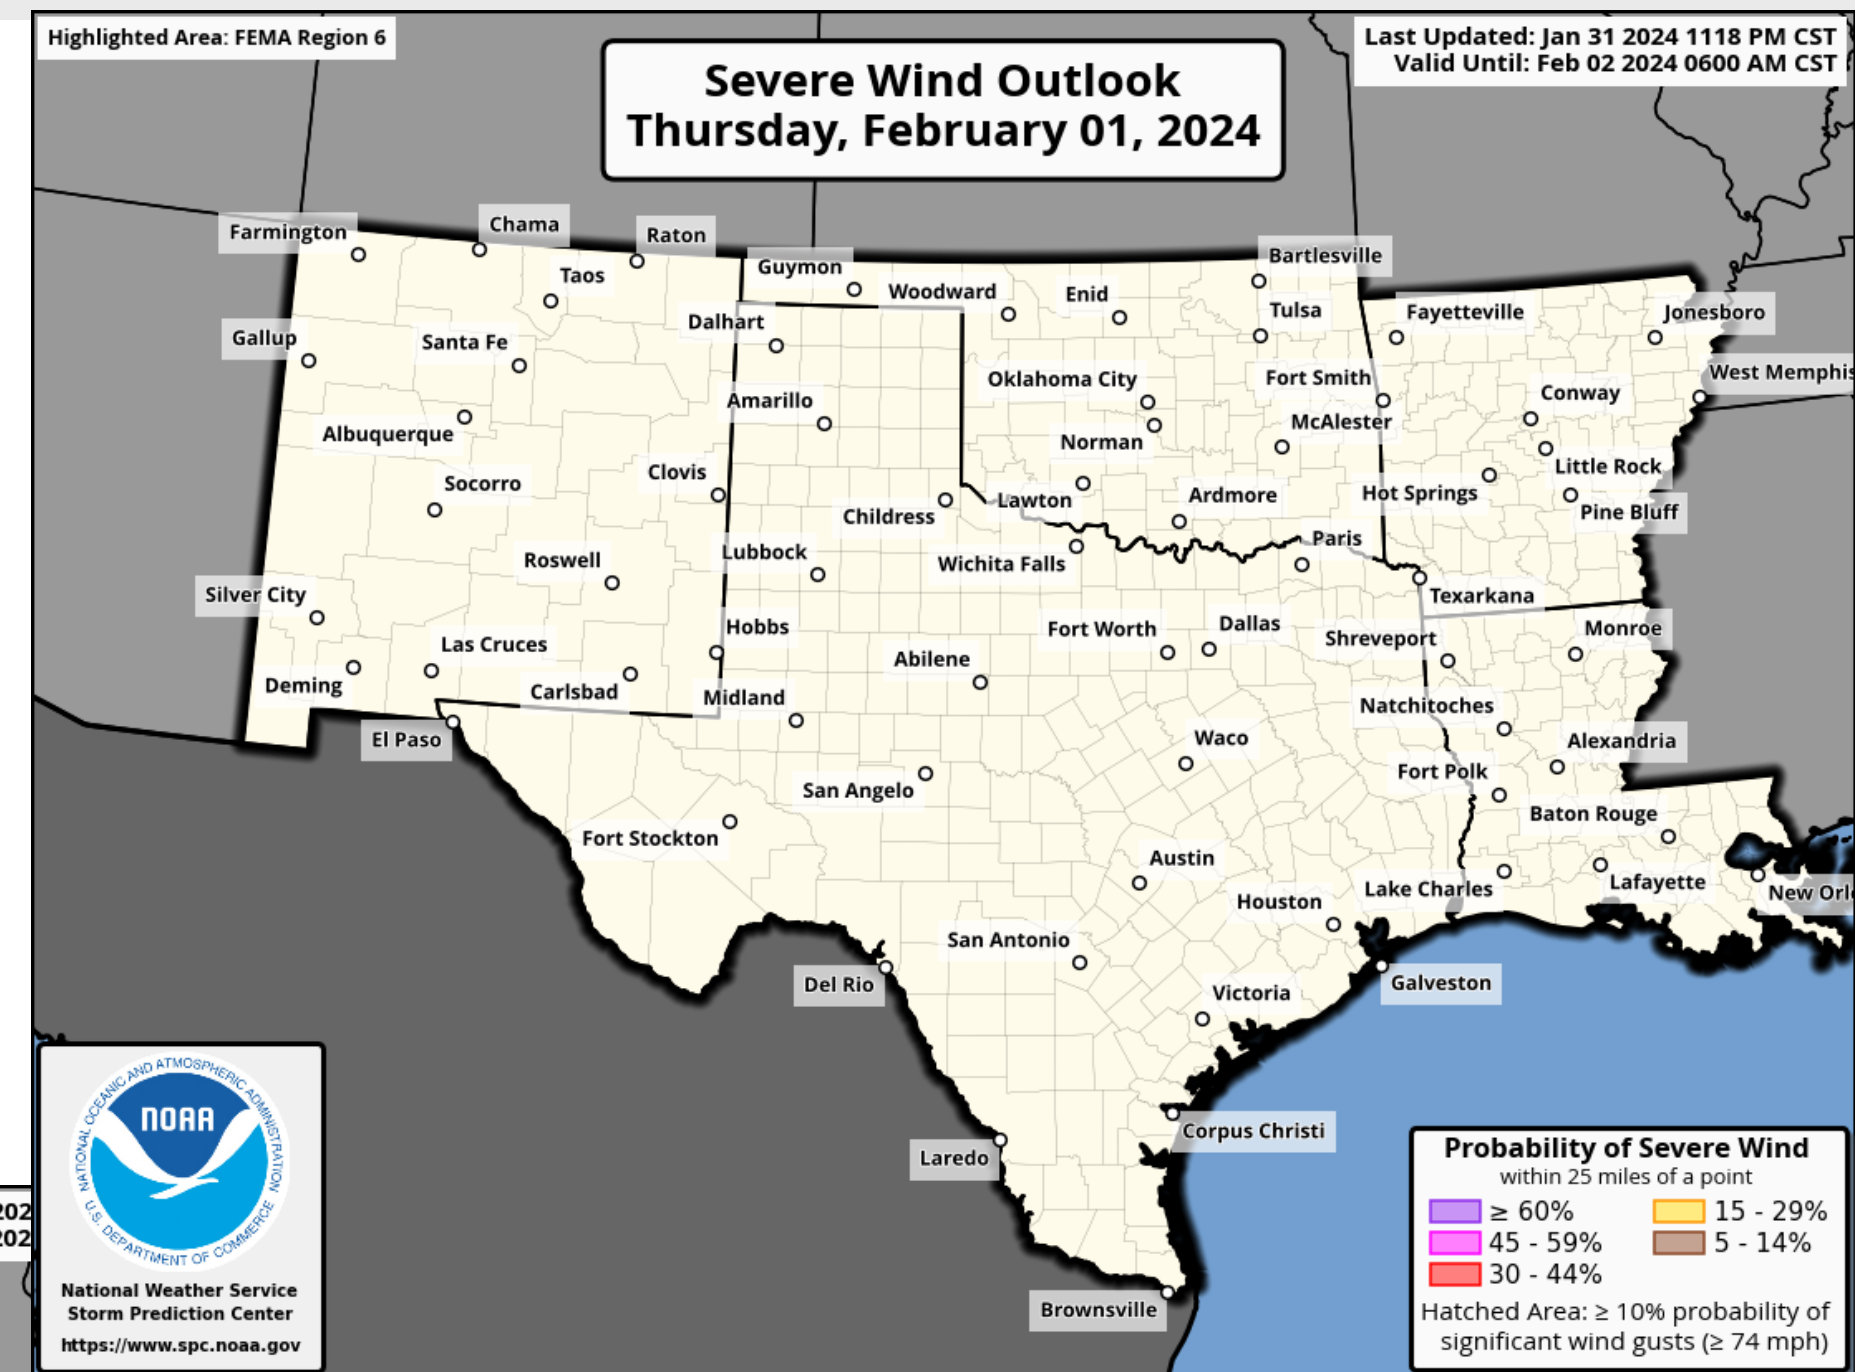 Highlighted Area: FEMA Region 6
Last Updated: Jan 31 2024 1118 PM CST
Valid Until: Feb 02 2024 0600 AM CST
Severe Wind Outlook
Thursday, February 01, 2024
Farmington
Chama
Raton
Taos
Guymon
Woodward
Enid
Bartlesville
Tulsa
Fayetteville
Jonesboro
Gallup
Santa Fe
Dalhart
Oklahoma City
Fort Smith
West Memphis
Conway
Amarillo
Albuquerque
Norman
McAlester
Little Rock
Socorro
Clovis
Childress
Lawton
Ardmore
Hot Springs
Pine Bluff
Paris
Roswell
Lubbock
Wichita Falls
Texarkana
Silver City
Las Cruces
Hobbs
Abilene
Fort Worth
Dallas
Shreveport
Monroe
Deming
Carlsbad
Midland
Natchitoches
El Paso
Waco
Alexandria
San Angelo
Fort Polk
Baton Rouge
Fort Stockton
Austin
Houston
Lake Charles
Lafayette
New Orl
San Antonio
Del Rio
Victoria
Galveston
Corpus Christi
Laredo
Brownsville
202
202
NATIONAL OCEANIC AND ATMOSPHERIC ADMINISTRATION
NOAA
U.S. DEPARTMENT OF COMMERCE
National Weather Service
Storm Prediction Center
https://www.spc.noaa.gov
Probability of Severe Wind
within 25 miles of a point
≥ 60%
15 - 29%
45 - 59%
5 - 14%
30 - 44%
Hatched Area: ≥ 10% probability of
significant wind gusts (≥ 74 mph)